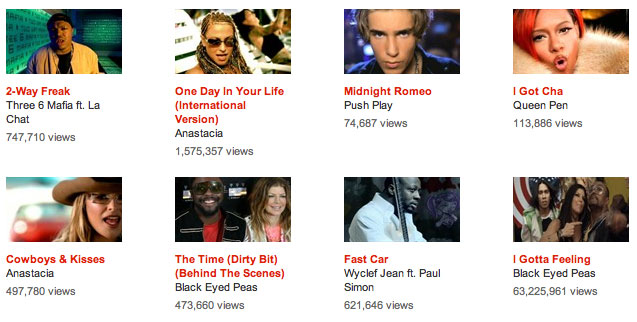 2-Way Freak
Three 6 Mafia ft. La
Chat
747,710 views
One Day In Your Life
(International
Version)
Anastacia
1,575,357 views
Midnight Romeo
Push Play
74,687 views
I Got Cha
Queen Pen
113,886 views
Cowboys & Kisses
Anastacia
497,780 views
The Time (Dirty Bit)
(Behind The Scenes)
Black Eyed Peas
473,660 views
Fast Car
Wyclef Jean ft. Paul
Simon
621,646 views
I Gotta Feeling
Black Eyed Peas
63,225,961 views